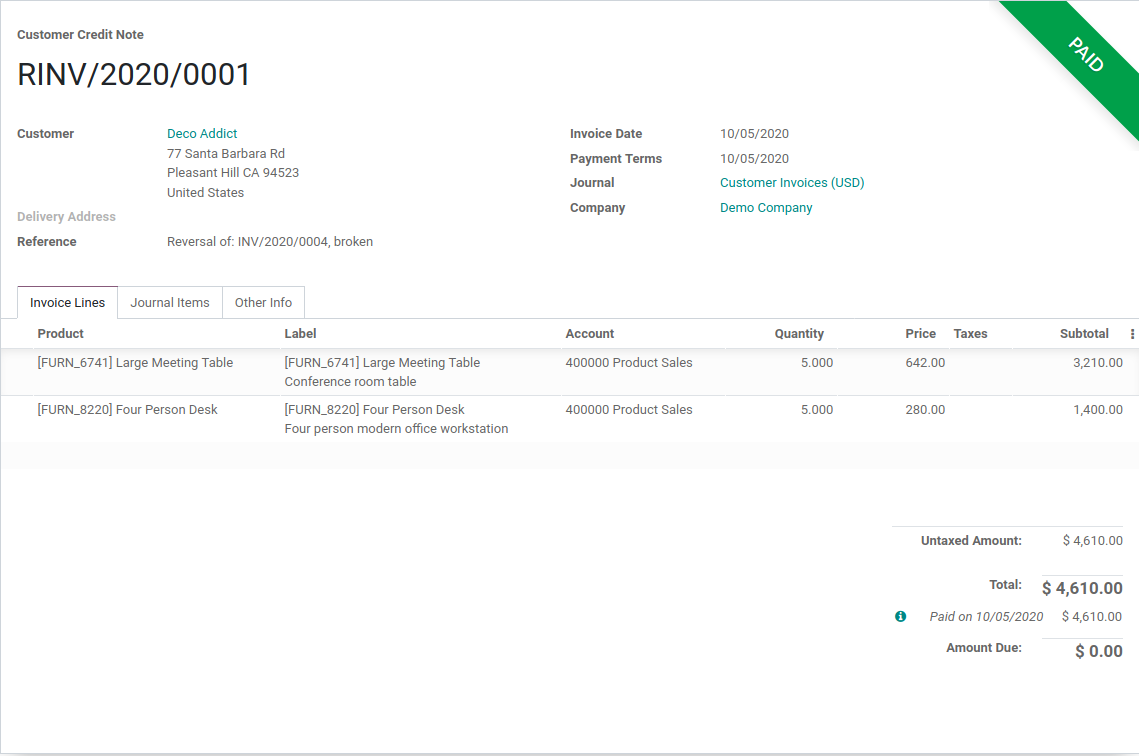 Customer Credit Note
PAID
RINV/2020/0001
Customer Deco Addict
77 Santa Barbara Rd
Pleasant Hill CA 94523
United States
Delivery Address
Reference Reversal of: INV/2020/0004, broken
Invoice Date 10/05/2020
Payment Terms 10/05/2020
Journal Customer Invoices (USD)
Company Demo Company
Invoice Lines Journal Items Other Info
Product Label Account Quantity Price Taxes Subtotal
[FURN_6741] Large Meeting Table [FURN_6741] Large Meeting Table 400000 Product Sales 5.000 642.00 3,210.00
Conference room table
[FURN_8220] Four Person Desk [FURN_8220] Four Person Desk 400000 Product Sales 5.000 280.00 1,400.00
Four person modern office workstation
Untaxed Amount: $ 4,610.00
Total: $ 4,610.00
Paid on 10/05/2020 $ 4,610.00
Amount Due: $ 0.00